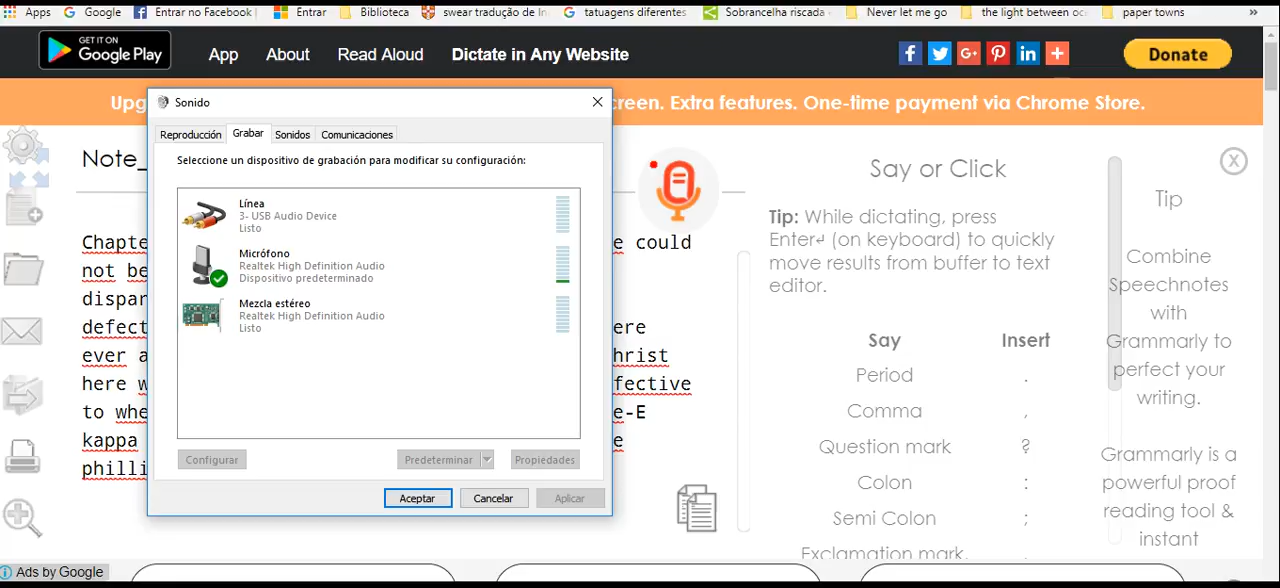 Apps Google Entrar no Facebook Entrar Biblioteca swear tradução de In tatuagens diferentes Sobrancelha riscada Never let me go the light between oc paper towns »
GET IT ON
Google Play
App About Read Aloud Dictate in Any Website
f G+ in + Donate
Upg creen. Extra features. One-time payment via Chrome Store.
Sonido
Reproducción Grabar Sonidos Comunicaciones
Seleccione un dispositivo de grabación para modificar su configuración:
Línea
3- USB Audio Device
Listo
Micrófono
Realtek High Definition Audio
Dispositivo predeterminado
Mezcla estéreo
Realtek High Definition Audio
Listo
Configurar Predeterminar Propiedades
Aceptar Cancelar Aplicar
Note_
Chapte e could
not be
dispar
defect ere
ever a hrist
here w fective
to whe e-E
kappa e
philli
Say or Click
Tip: While dictating, press
Enter↵ (on keyboard) to quickly
move results from buffer to text
editor.
Say Insert
Period .
Comma ,
Question mark ?
Colon :
Semi Colon ;
Exclamation mark
X
Tip
Combine
Speechnotes
with
Grammarly to
perfect your
writing.
Grammarly is a
powerful proof
reading tool &
instant
Ads by Google